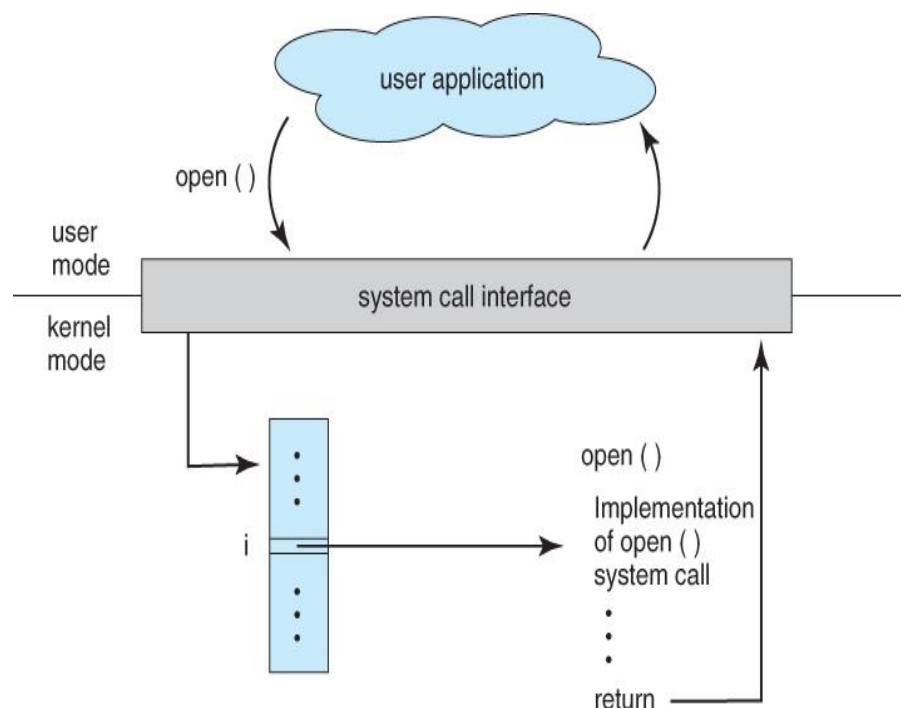 user application
open ( )
user
mode
system call interface
kernel
mode
open ( )
i
Implementation
of open ( )
system call
return